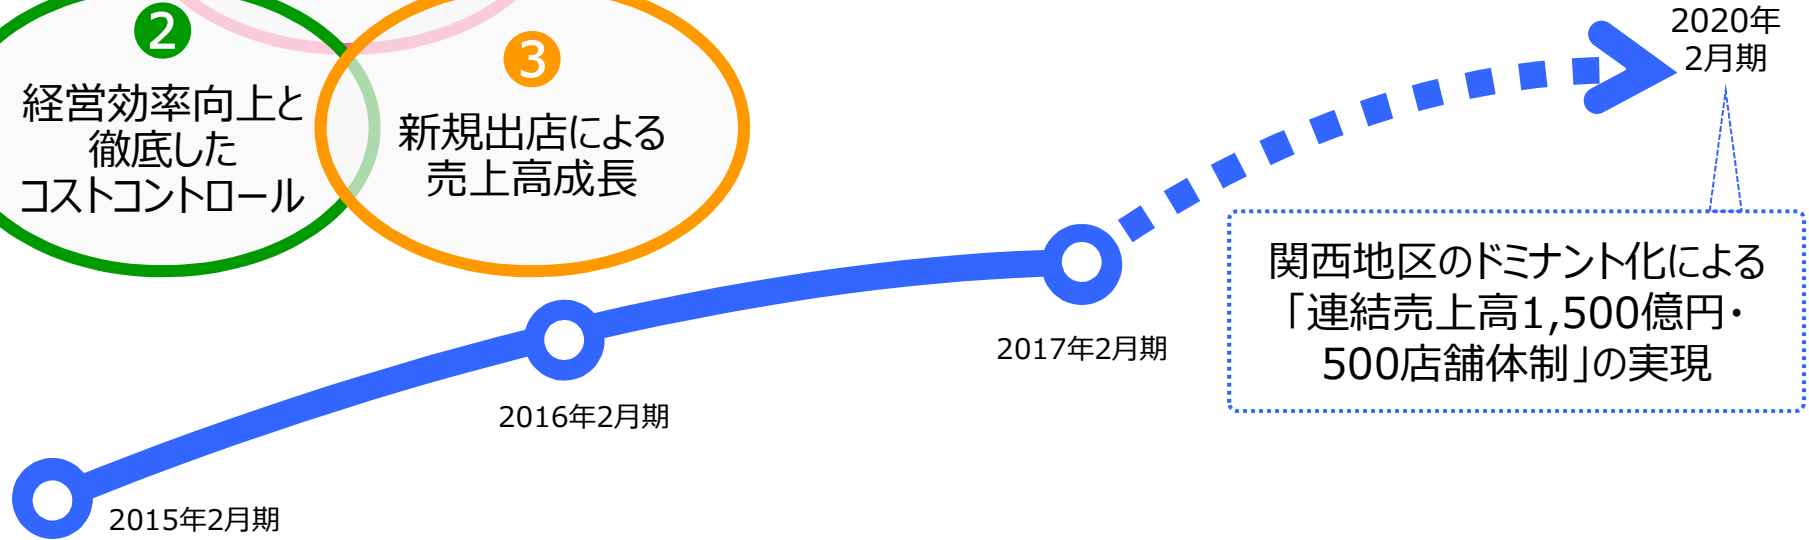 ❷
経営効率向上と
徹底した
コストコントロール
❸
新規出店による
売上高成長
2020年
2月期
関西地区のドミナント化による
「連結売上高1,500億円・
500店舗体制」の実現
2017年2月期
2016年2月期
2015年2月期